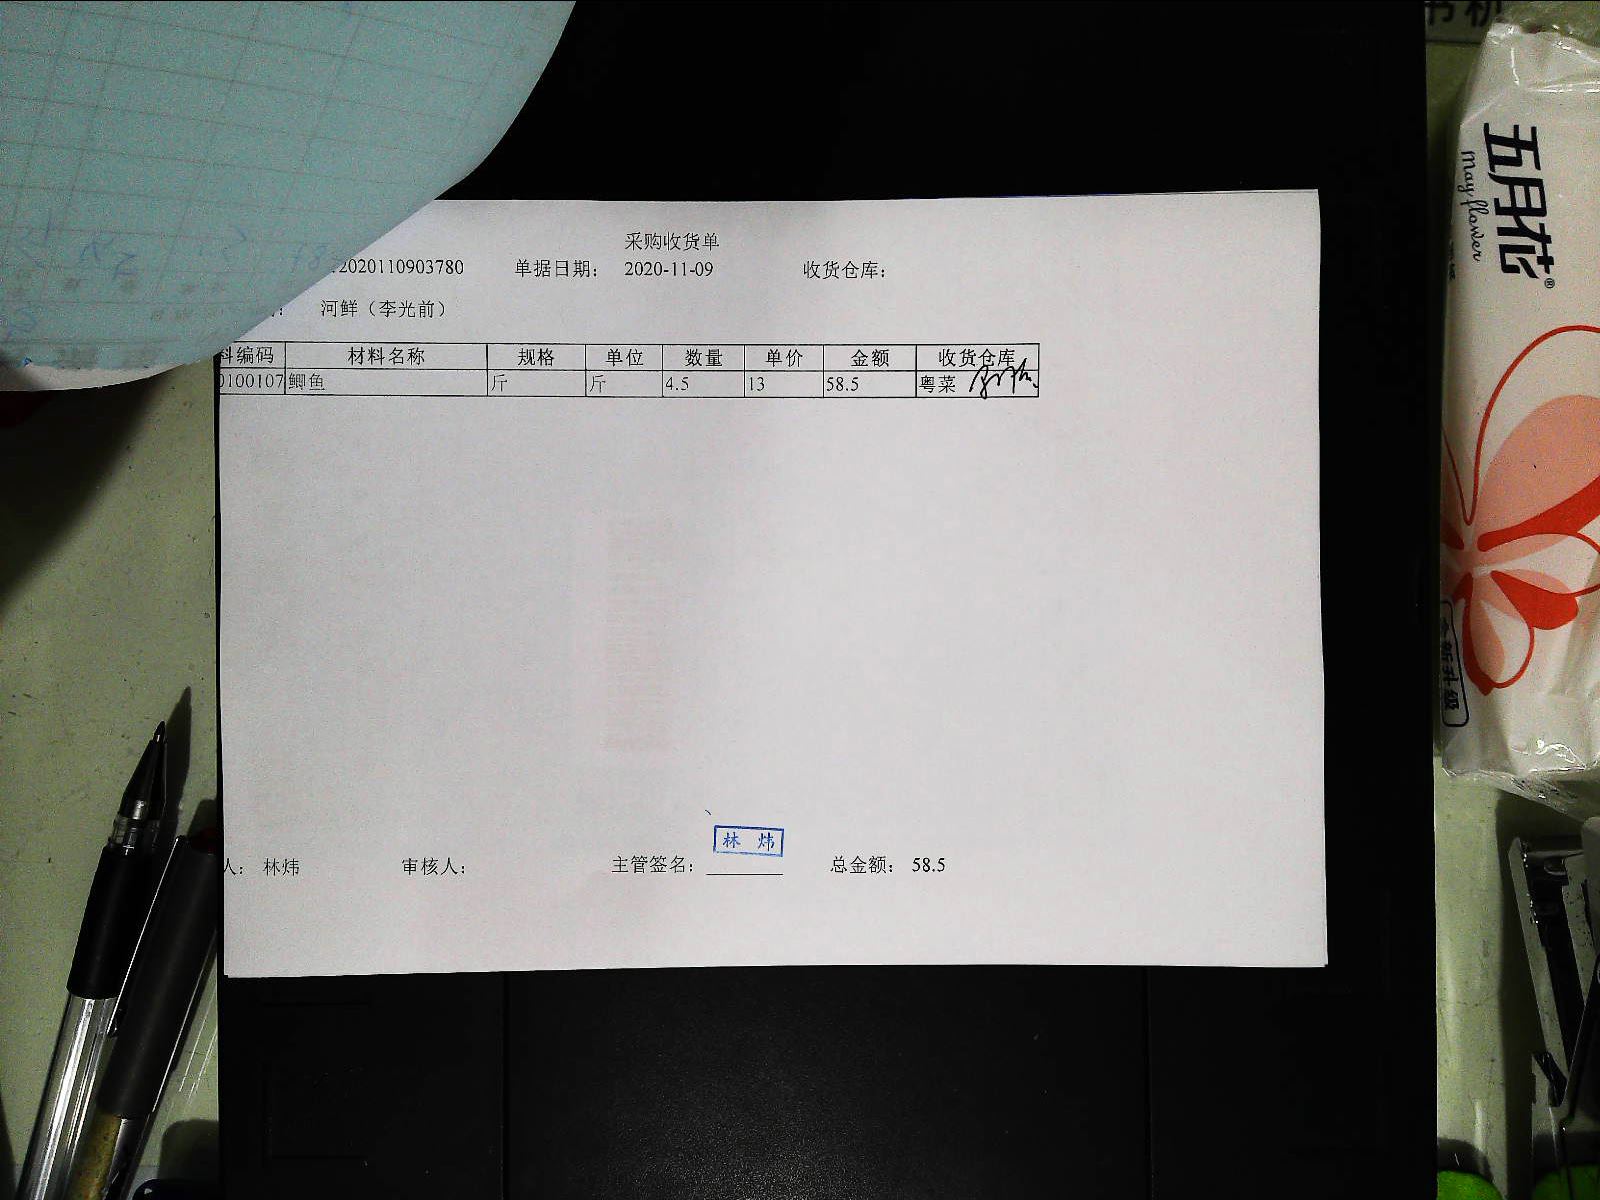 采购收货单
2020110903780 单据日期： 2020-11-09 收货仓库：
河鲜（李光前）
料编码 材料名称 规格 单位 数量 单价 金额 收货仓库
0100107 鲫鱼 斤 斤 4.5 13 58.5 粤菜
林炜
人： 林炜 审核人： 主管签名： 总金额： 58.5
五月花®
May flower